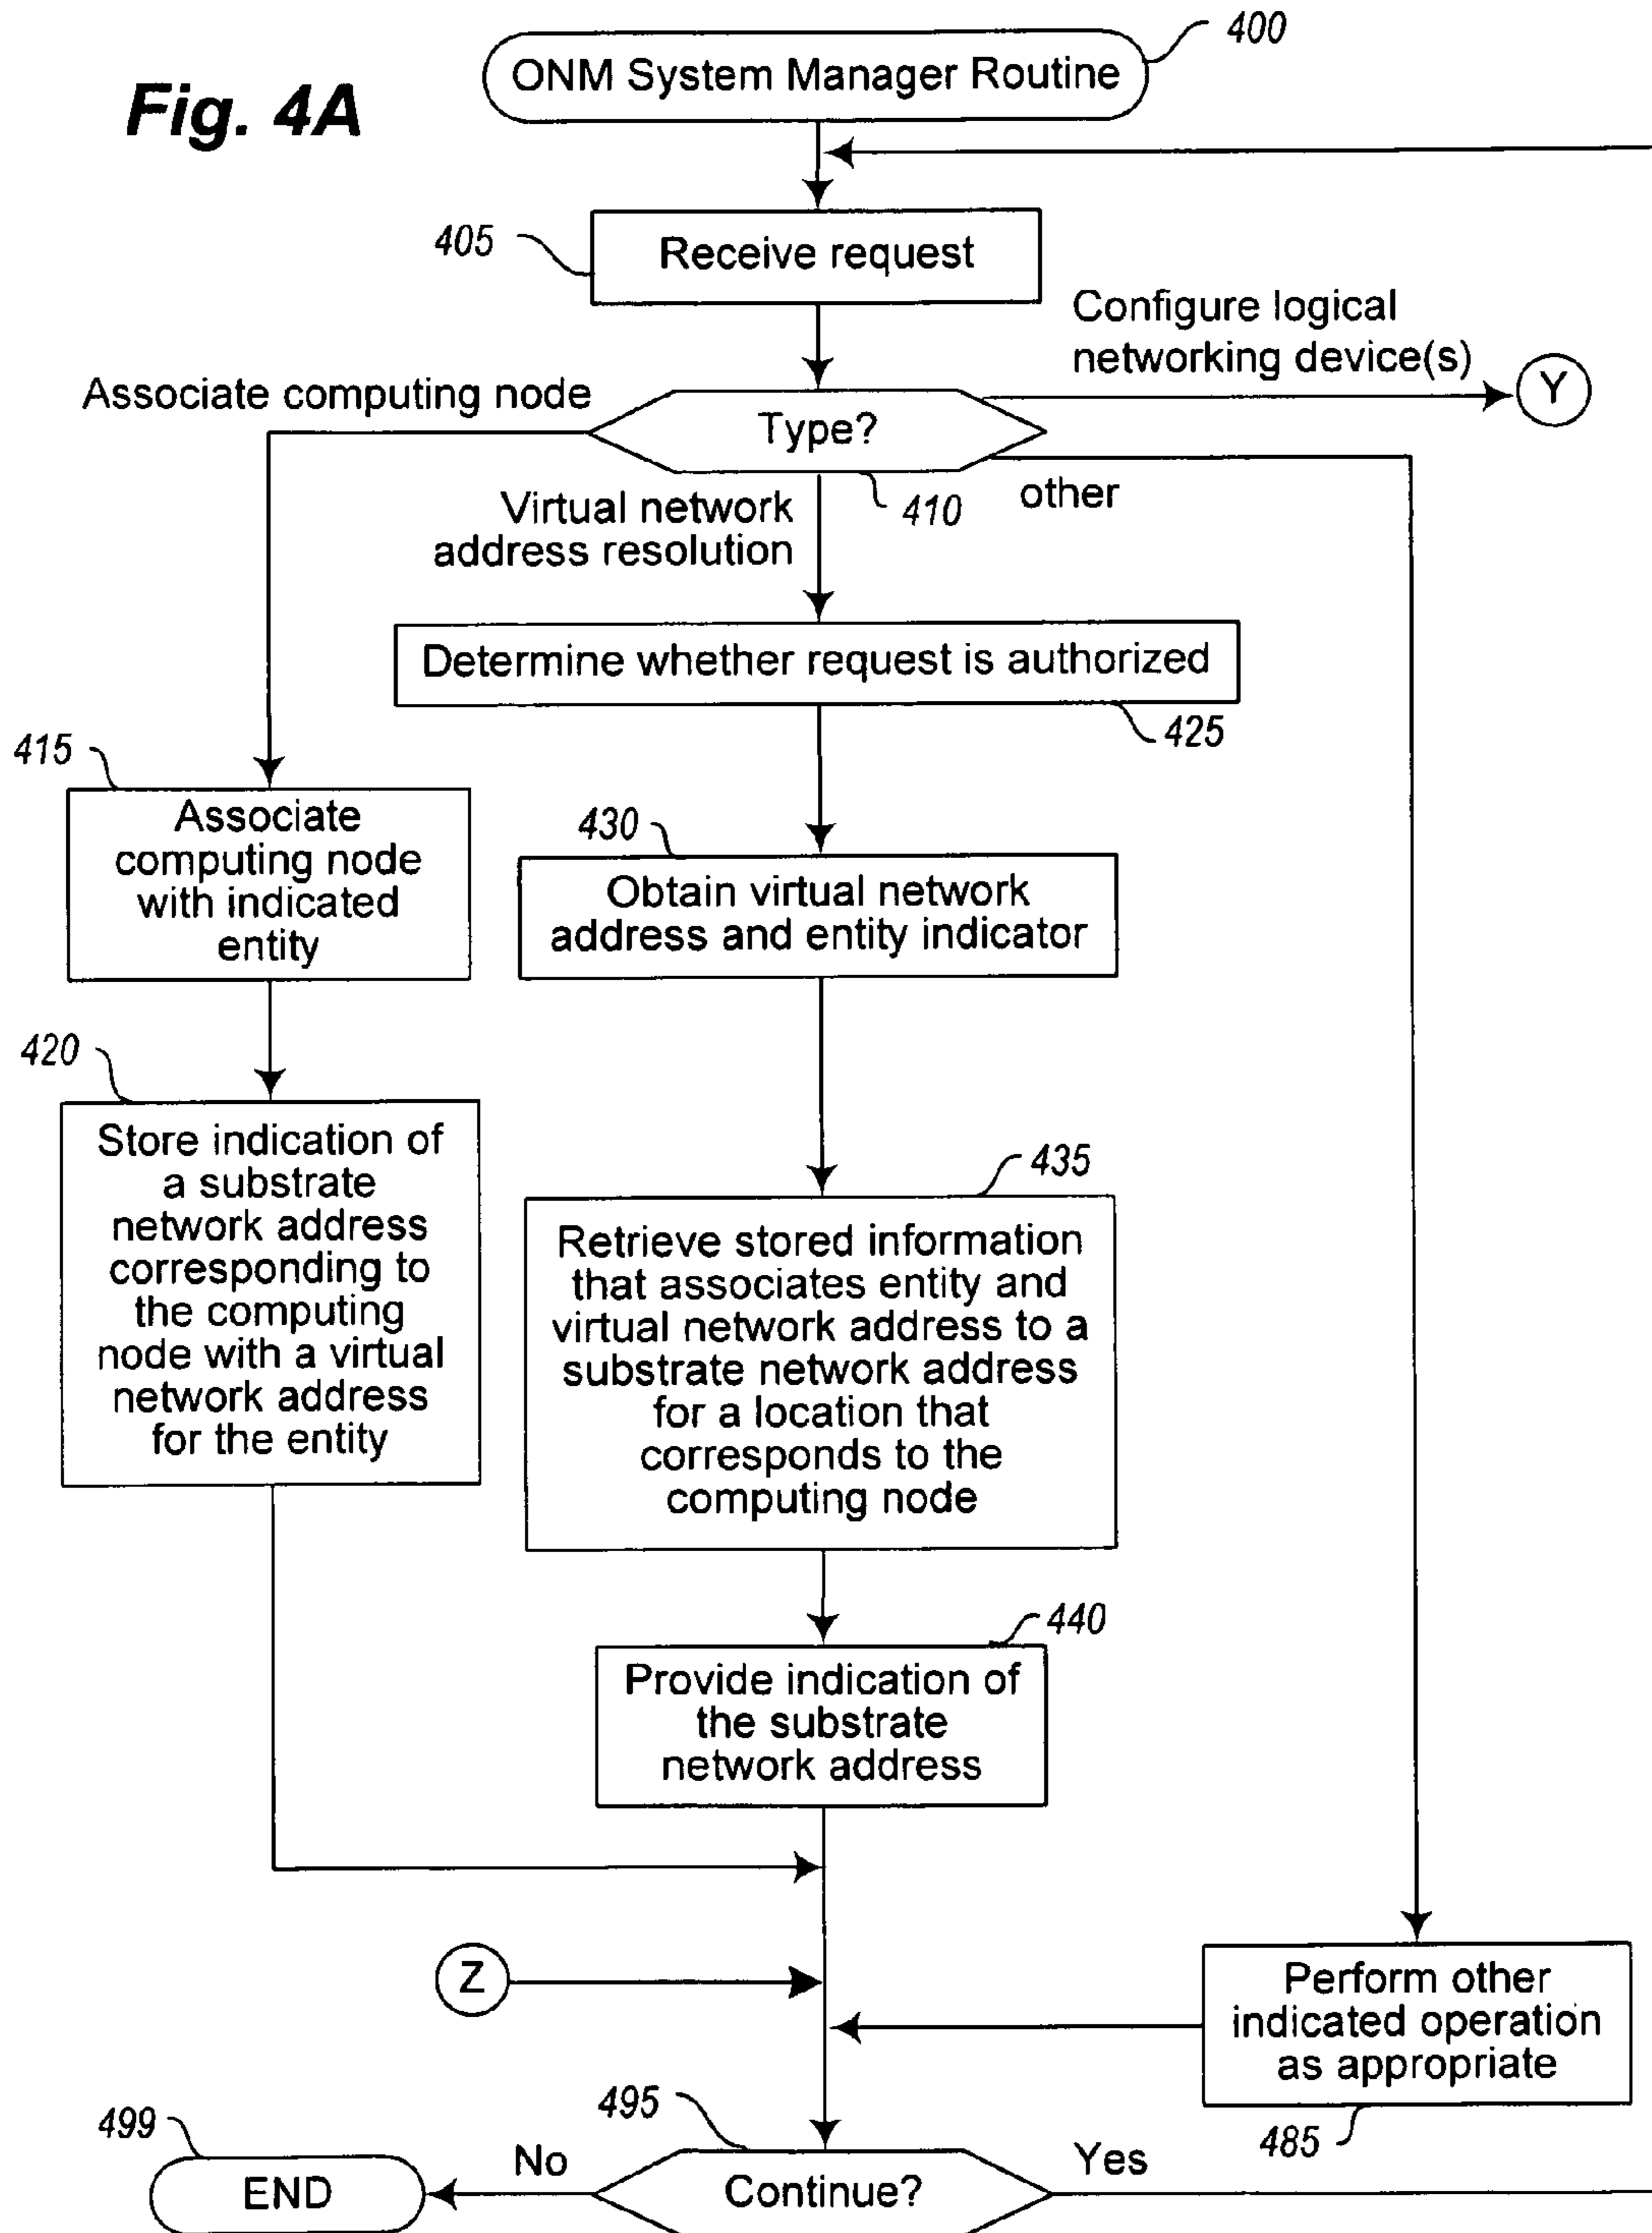 Fig. 4A
ONM System Manager Routine
400
405
Receive request
Configure logical
networking device(s)
Y
Associate computing node
Type?
410
other
Virtual network
address resolution
Determine whether request is authorized
425
415
Associate
computing node
with indicated
entity
430
Obtain virtual network
address and entity indicator
420
Store indication of
a substrate
network address
corresponding to
the computing
node with a virtual
network address
for the entity
435
Retrieve stored information
that associates entity and
virtual network address to a
substrate network address
for a location that
corresponds to the
computing node
440
Provide indication of
the substrate
network address
Z
Perform other
indicated operation
as appropriate
485
495
Continue?
Yes
No
499
END